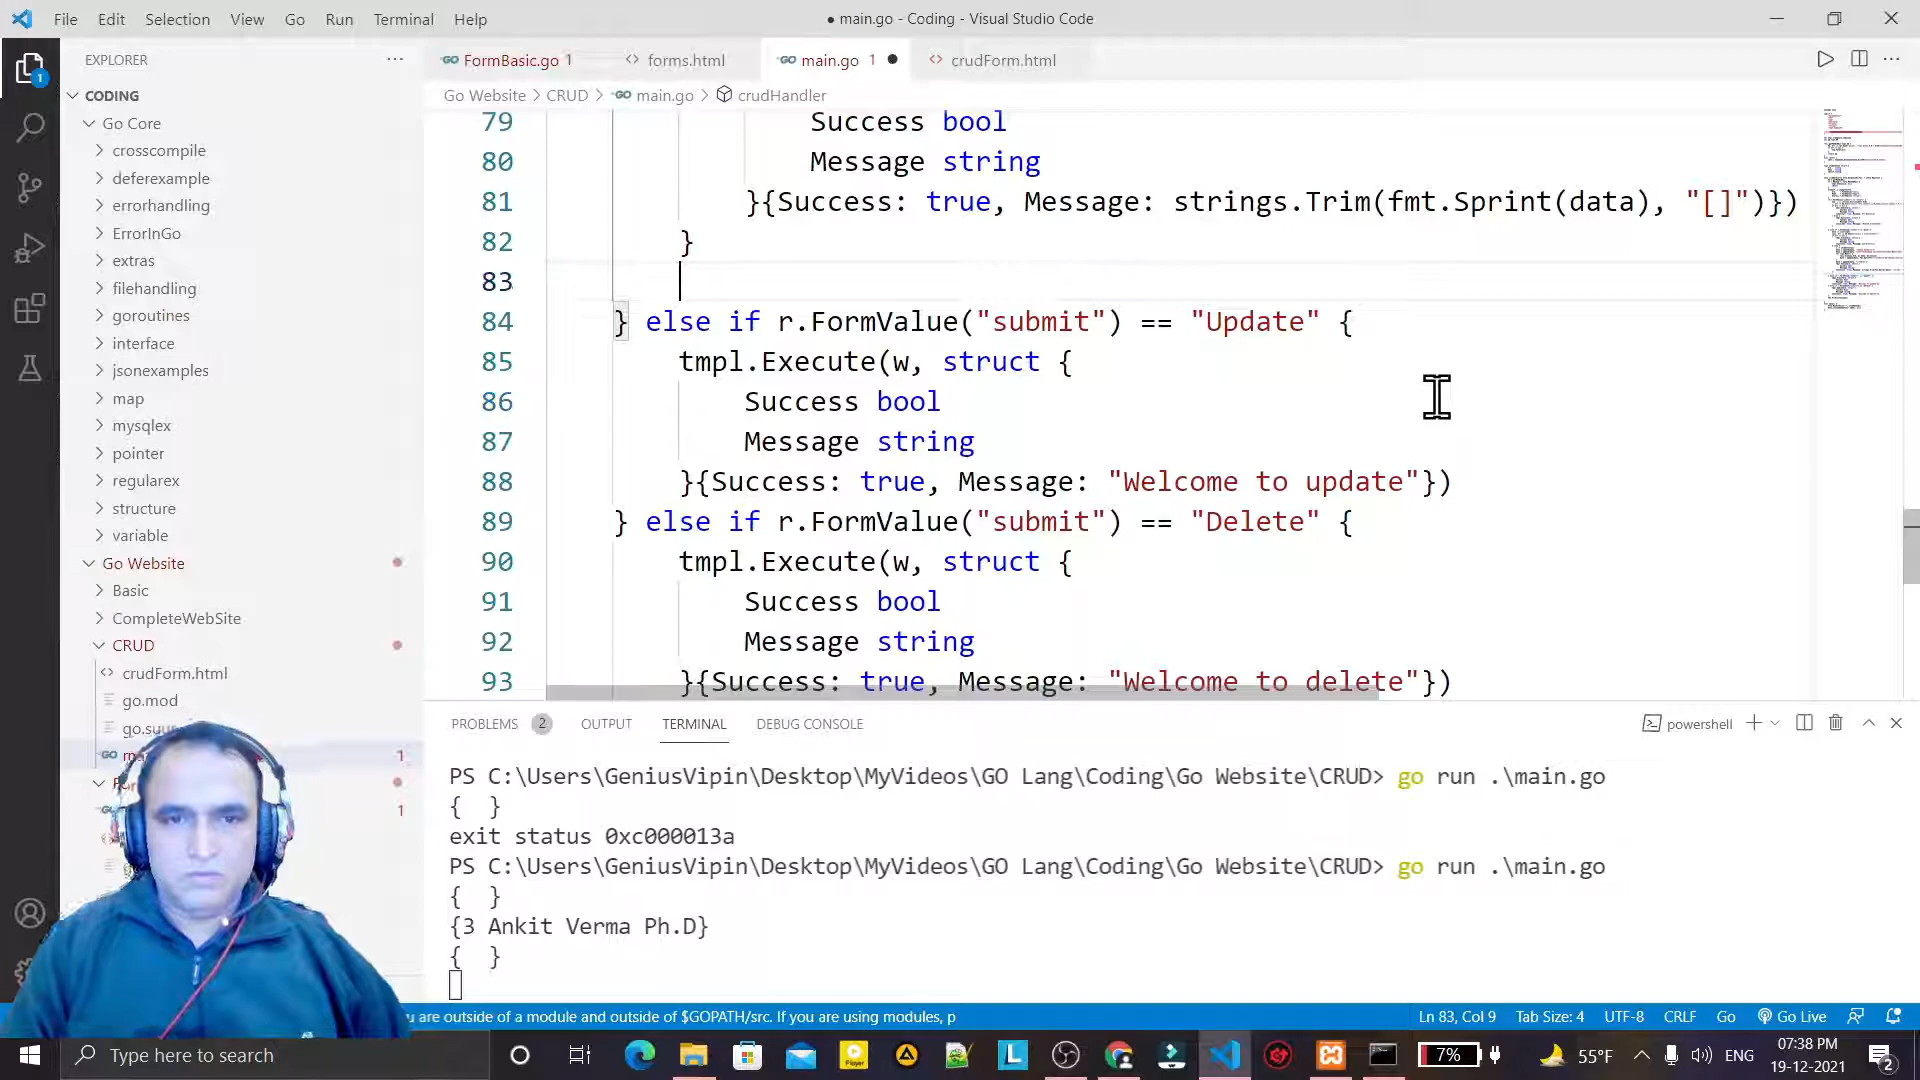 File Edit Selection View Go Run Terminal Help
● main.go - Coding - Visual Studio Code
EXPLORER
FormBasic.go 1
forms.html
main.go 1
crudForm.html
CODING
Go Website > CRUD > main.go > crudHandler
Go Core
crosscompile
deferexample
errorhandling
ErrorInGo
extras
filehandling
goroutines
interface
jsonexamples
map
mysqlex
pointer
regularex
structure
variable
Go Website
Basic
CompleteWebSite
CRUD
crudForm.html
go.mod
79 Success bool
80 Message string
81 }{Success: true, Message: strings.Trim(fmt.Sprint(data), "[]")})
82 }
83
84 } else if r.FormValue("submit") == "Update" {
85 tmpl.Execute(w, struct {
86 Success bool
87 Message string
88 }{Success: true, Message: "Welcome to update"})
89 } else if r.FormValue("submit") == "Delete" {
90 tmpl.Execute(w, struct {
91 Success bool
92 Message string
93 }{Success: true, Message: "Welcome to delete"})
PROBLEMS 2 OUTPUT TERMINAL DEBUG CONSOLE
powershell
PS C:\Users\GeniusVipin\Desktop\MyVideos\GO Lang\Coding\Go Website\CRUD> go run .\main.go
{ }
exit status 0xc000013a
PS C:\Users\GeniusVipin\Desktop\MyVideos\GO Lang\Coding\Go Website\CRUD> go run .\main.go
{ }
{3 Ankit Verma Ph.D}
{ }
are outside of a module and outside of $GOPATH/src. If you are using modules, p
Ln 83, Col 9 Tab Size: 4 UTF-8 CRLF Go Go Live
Type here to search
7%
55°F
ENG
07:38 PM
19-12-2021
2